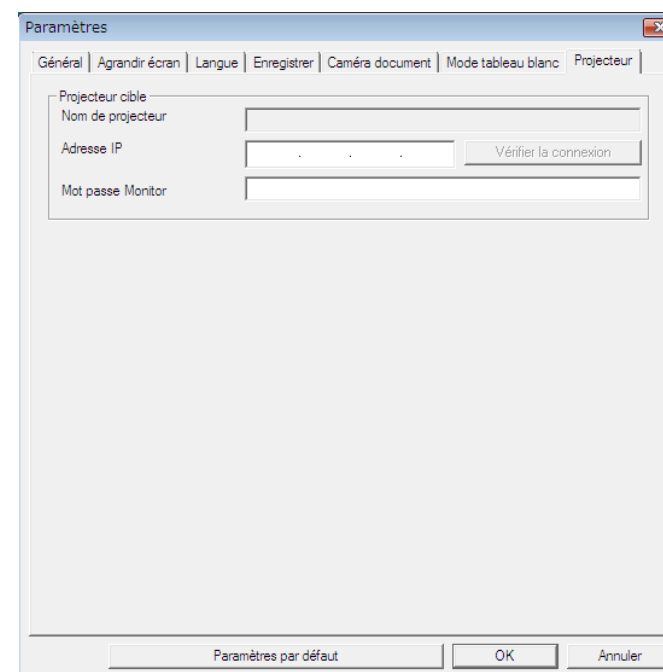 Paramètres
Général Agrandir écran Langue Enregistrer Caméra document Mode tableau blanc Projecteur
Projecteur cible
Nom de projecteur
Adresse IP . . . Vérifier la connexion
Mot passe Monitor
Paramètres par défaut OK Annuler